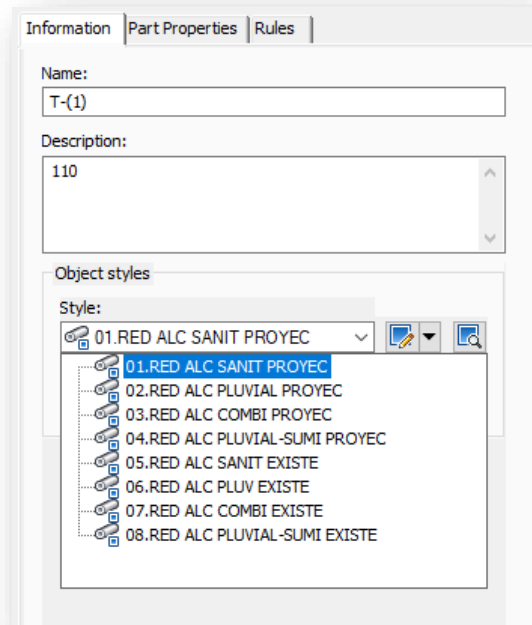 Information Part Properties Rules
Name:
T-(1)
Description:
110
Object styles
Style:
01.RED ALC SANIT PROYEC
01.RED ALC SANIT PROYEC
02.RED ALC PLUVIAL PROYEC
03.RED ALC COMBI PROYEC
04.RED ALC PLUVIAL-SUMI PROYEC
05.RED ALC SANIT EXISTE
06.RED ALC PLUV EXISTE
07.RED ALC COMBI EXISTE
08.RED ALC PLUVIAL-SUMI EXISTE